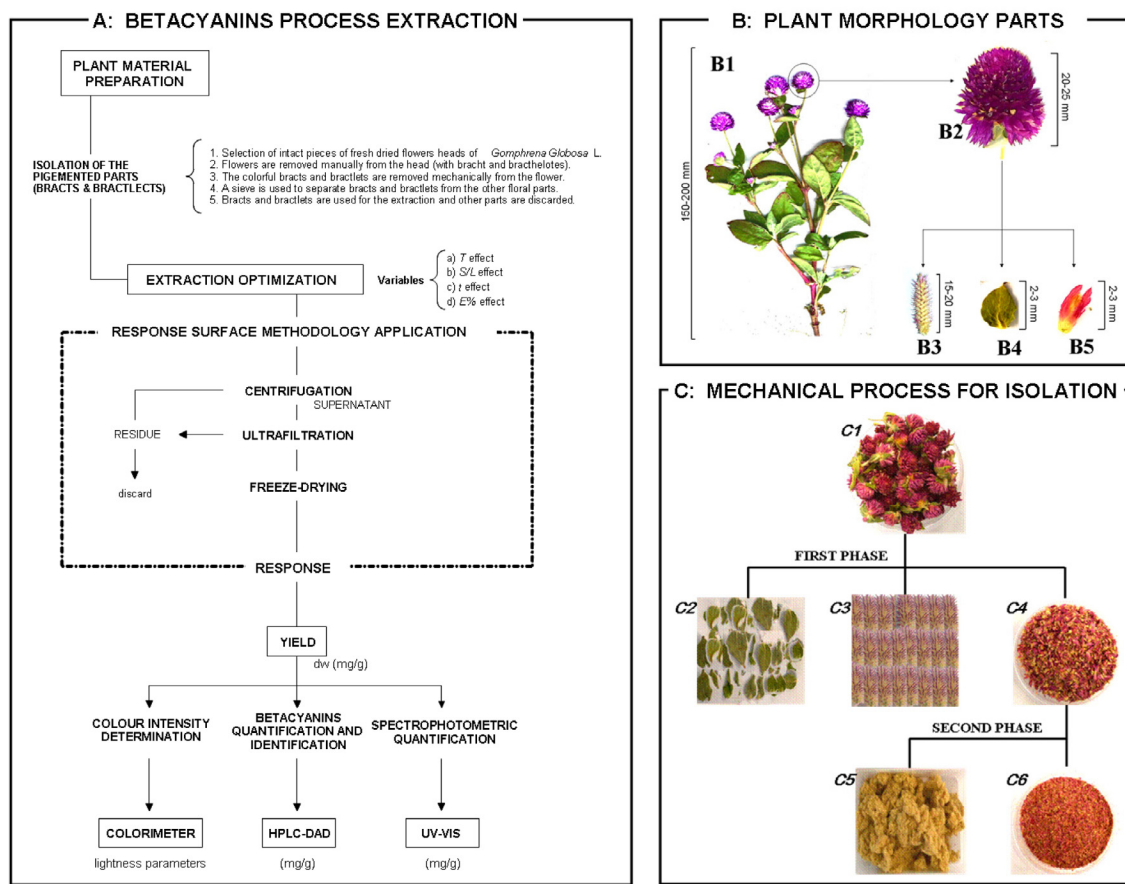 A: BETACYANINS PROCESS EXTRACTION
PLANT MATERIAL
PREPARATION
ISOLATION OF THE
PIGEMENTED PARTS
(BRACTS & BRACTLECTS)
1. Selection of intact pieces of fresh dried flowers heads of Gomphrena Globosa L.
2. Flowers are removed manually from the head (with bracht and bracthelotes).
3. The colorful bracts and bractlets are removed mechanically from the flower.
4. A sieve is used to separate bracts and bractlets from the other floral parts.
5. Bracts and bractlets are used for the extraction and other parts are discarded.
EXTRACTION OPTIMIZATION
Variables
a) T effect
b) S/L effect
c) t effect
d) E% effect
RESPONSE SURFACE METHODOLOGY APPLICATION
CENTRIFUGATION
SUPERNATANT
RESIDUE
ULTRAFILTRATION
discard
FREEZE-DRYING
RESPONSE
YIELD
dw (mg/g)
COLOUR INTENSITY
DETERMINATION
BETACYANINS
QUANTIFICATION AND
IDENTIFICATION
SPECTROPHOTOMETRIC
QUANTIFICATION
COLORIMETER
HPLC-DAD
UV-VIS
lightness parameters
(mg/g)
(mg/g)
B: PLANT MORPHOLOGY PARTS
B1
150-200 mm
B2
20-25 mm
15-20 mm
2-3 mm
2-3 mm
B3
B4
B5
C: MECHANICAL PROCESS FOR ISOLATION
C1
FIRST PHASE
C2
C3
C4
SECOND PHASE
C5
C6